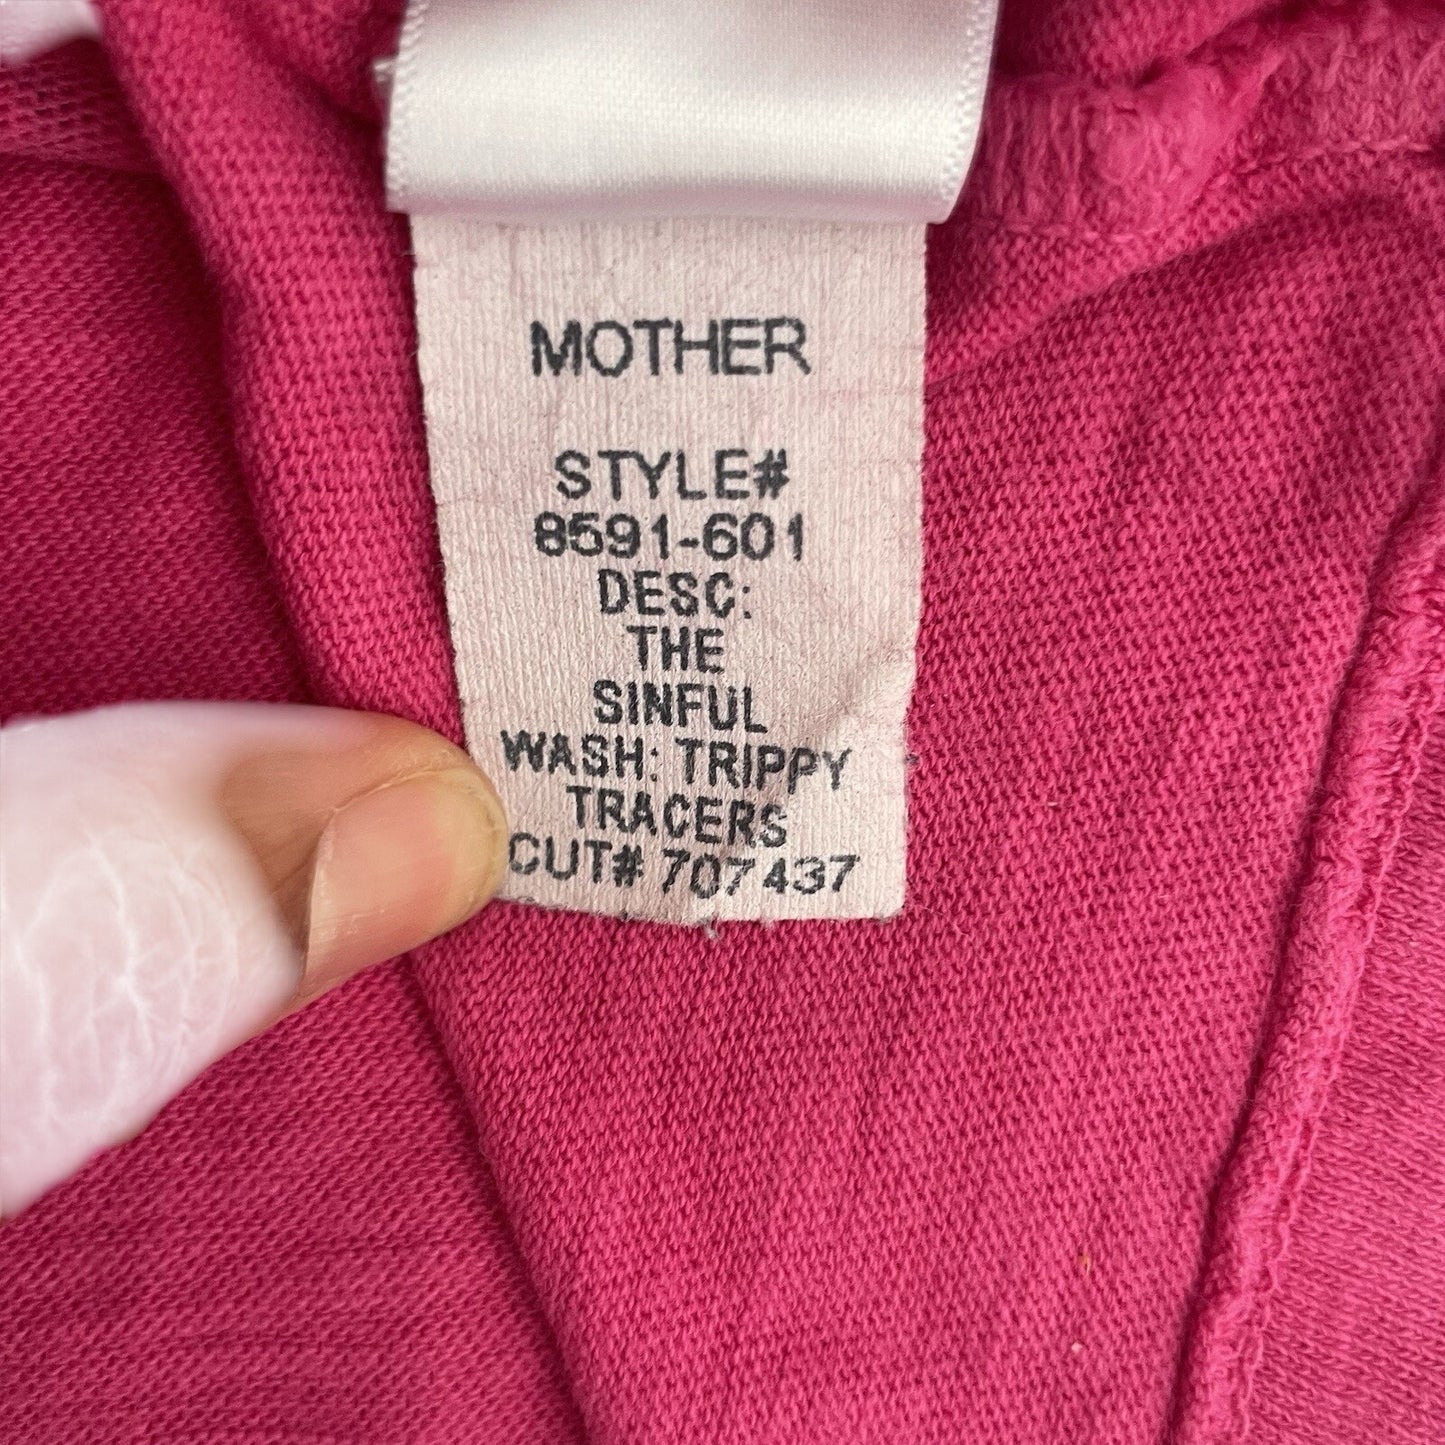 MOTHER
STYLE#
8591-601
DESC:
THE
SINFUL
WASH: TRIPPY
TRACERS
CUT# 707437